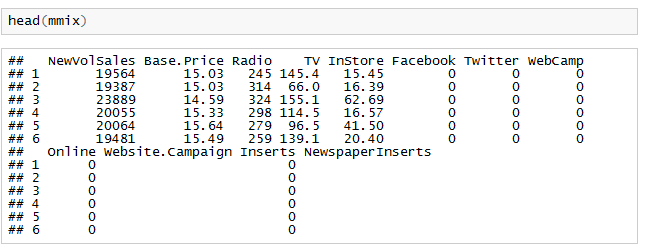 head(mmix)
##   NewVolSales Base.Price Radio    TV InStore Facebook Twitter WebCamp
## 1       19564      15.03   245 145.4   15.45        0       0       0
## 2       19387      15.03   314  66.0   16.39        0       0       0
## 3       23889      14.59   324 155.1   62.69        0       0       0
## 4       20055      15.33   298 114.5   16.57        0       0       0
## 5       20064      15.64   279  96.5   41.50        0       0       0
## 6       19481      15.49   259 139.1   20.40        0       0       0
##   Online Website.Campaign Inserts NewspaperInserts
## 1      0                        0
## 2      0                        0
## 3      0                        0
## 4      0                        0
## 5      0                        0
## 6      0                        0